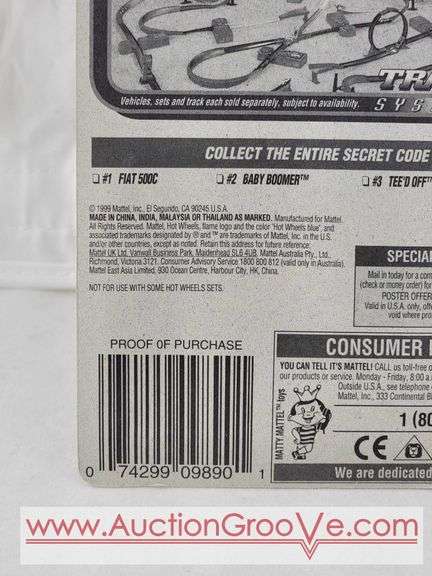 TRA
SYS
Vehicles, sets and track each sold separately, subject to availability.
COLLECT THE ENTIRE SECRET CODE
#1 FIAT 500C
#2 BABY BOOMER™
#3 TEE'D OFF™
© 1999 Mattel, Inc., El Segundo, CA 90245 U.S.A.
MADE IN CHINA, INDIA, MALAYSIA OR THAILAND AS MARKED. Manufactured for Mattel.
All Rights Reserved. Mattel, Hot Wheels, flame logo and the color 'Hot Wheels blue', and
associated trademarks designated by ® and ™ are trademarks of Mattel, Inc. in the U.S.
and/or other countries, except as noted. Retain this address for future reference:
Mattel UK Ltd, Vanwall Business Park, Maidenhead SL6 4UB. Mattel Australia Pty., Ltd.,
Richmond, Victoria 3121. Consumer Advisory Service 1800 800 812 (valid only in Australia).
Mattel East Asia Limited, 930 Ocean Centre, Harbour City, HK, China.
NOT FOR USE WITH SOME HOT WHEELS SETS.
SPECIA
Mail in today for a con
(check or money order) for
POSTER OFFER
Valid in U.S.A. only, off
void where pro
PROOF OF PURCHASE
0 74299 09890 1
CONSUMER
YOU CAN TELL IT'S MATTEL! CALL us toll-free o
our products or service. Monday - Friday, 8:00 a.
Outside U.S.A., see telephone
Mattel, Inc., 333 Continental B
MATTY MATTEL™ toys
1 (80
CE
We are dedicated
www.AuctionGrooVe.com